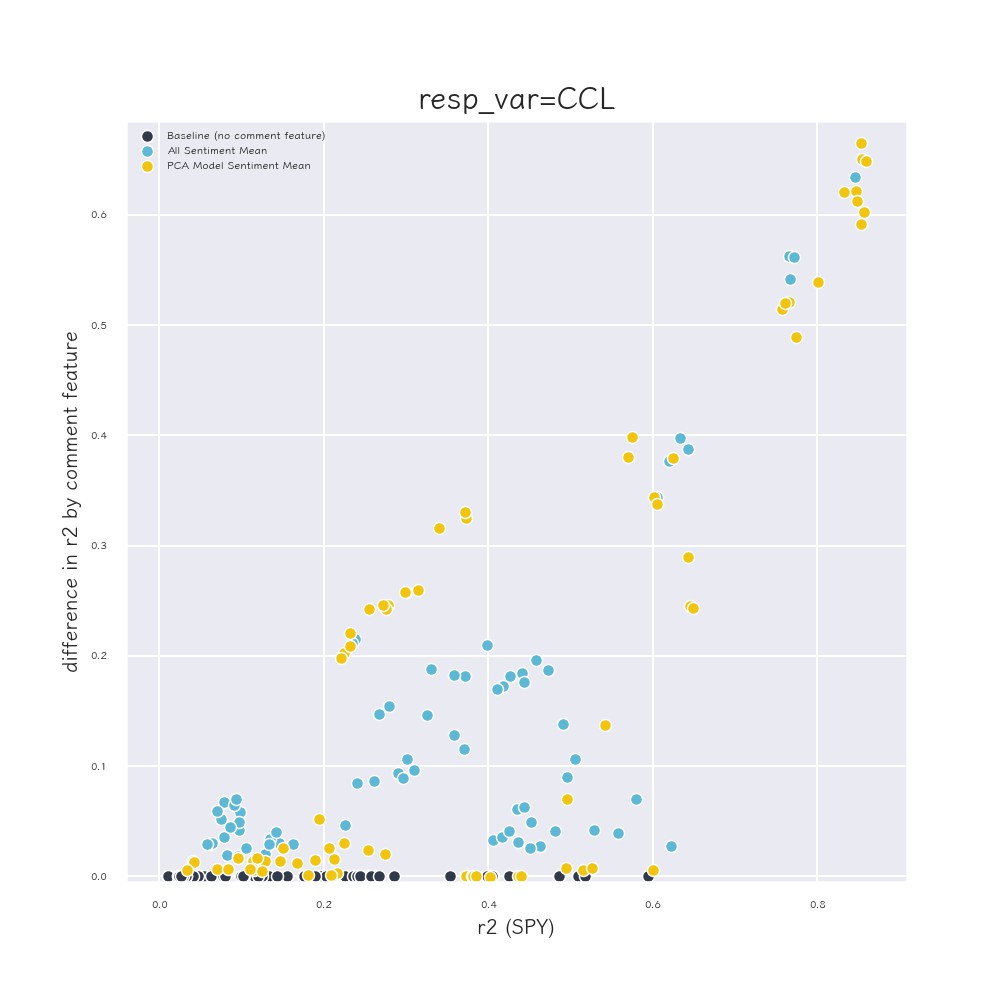 resp_var=CCL
Baseline (no comment feature)
All Sentiment Mean
PCA Model Sentiment Mean
difference in r2 by comment feature
0.6
0.5
0.4
0.3
0.2
0.1
0.0
0.0 0.2 0.4 0.6 0.8
r2 (SPY)